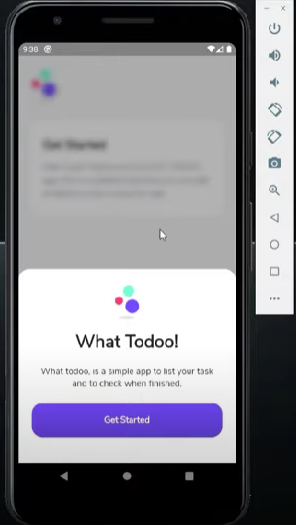 9:30
Get Started
What Todoo!
What todoo, is a simple app to list your task
and to check when finished.
Get Started